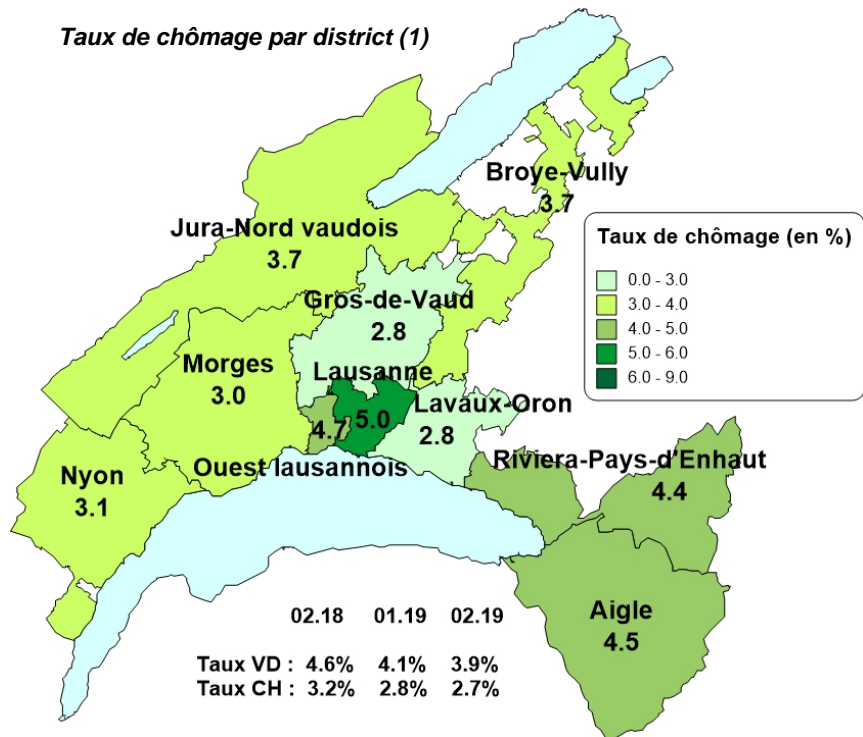 Taux de chômage par district (1)
Broye-Vully
3.7
Jura-Nord vaudois
3.7
Taux de chômage (en %)
0.0 - 3.0
3.0 - 4.0
4.0 - 5.0
5.0 - 6.0
6.0 - 9.0
Gros-de-Vaud
2.8
Morges
3.0
Lausanne
5.0
Lavaux-Oron
2.8
4.7
Ouest lausannois
Riviera-Pays-d'Enhaut
4.4
Nyon
3.1
Aigle
4.5
02.18 01.19 02.19
Taux VD : 4.6% 4.1% 3.9%
Taux CH : 3.2% 2.8% 2.7%